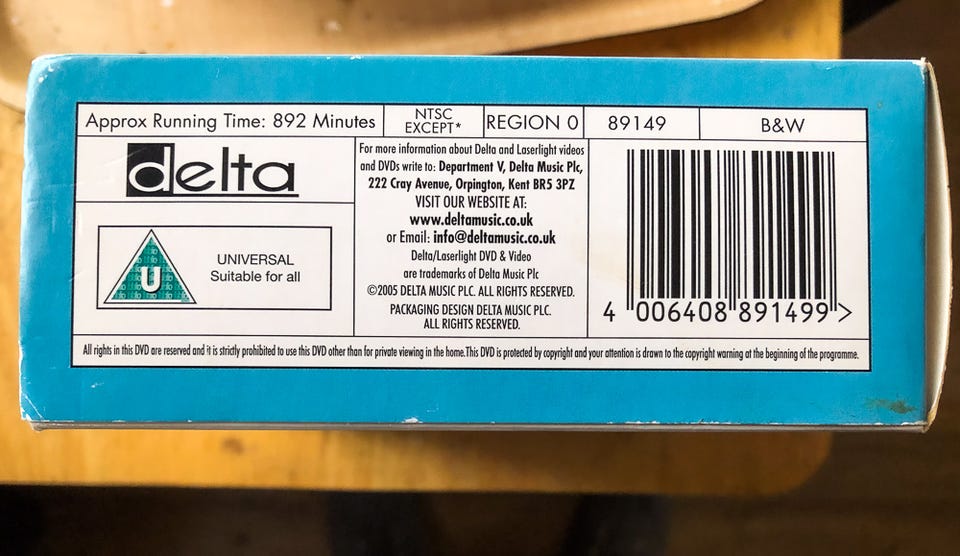 Approx Running Time: 892 Minutes
NTSC
EXCEPT*
REGION 0
89149
B&W
delta
U
UNIVERSAL
Suitable for all
For more information about Delta and Laserlight videos
and DVDs write to: Department V, Delta Music Plc,
222 Cray Avenue, Orpington, Kent BR5 3PZ
VISIT OUR WEBSITE AT:
www.deltamusic.co.uk
or Email: info@deltamusic.co.uk
Delta/Laserlight DVD & Video
are trademarks of Delta Music Plc
©2005 DELTA MUSIC PLC. ALL RIGHTS RESERVED.
PACKAGING DESIGN DELTA MUSIC PLC.
ALL RIGHTS RESERVED.
4 006408 891499 >
All rights in this DVD are reserved and it is strictly prohibited to use this DVD other than for private viewing in the home. This DVD is protected by copyright and your attention is drawn to the copyright warning at the beginning of the programme.